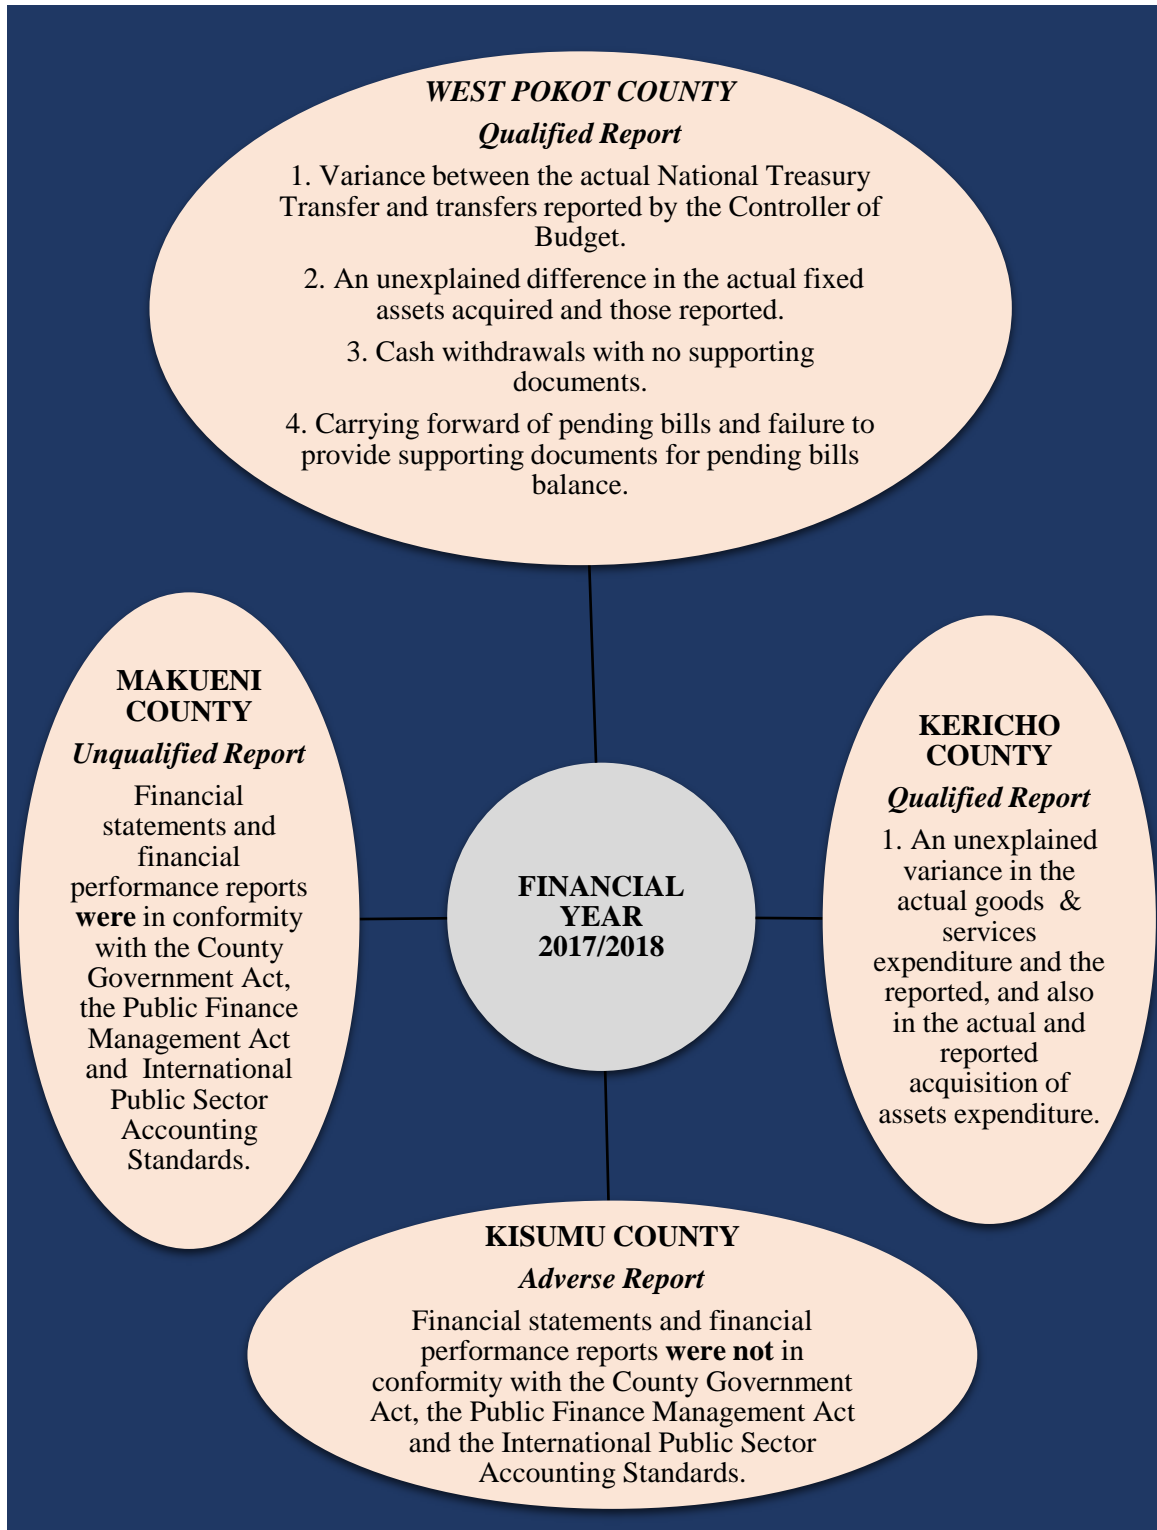 WEST POKOT COUNTY
Qualified Report
1. Variance between the actual National Treasury
Transfer and transfers reported by the Controller of
Budget.
2. An unexplained difference in the actual fixed
assets acquired and those reported.
3. Cash withdrawals with no supporting
documents.
4. Carrying forward of pending bills and failure to
provide supporting documents for pending bills
balance.
MAKUENI
COUNTY
Unqualified Report
Financial
statements and
financial
performance reports
were in conformity
with the County
Government Act,
the Public Finance
Management Act
and International
Public Sector
Accounting
Standards.
FINANCIAL
YEAR
2017/2018
KERICHO
COUNTY
Qualified Report
1. An unexplained
variance in the
actual goods &
services
expenditure and the
reported, and also
in the actual and
reported
acquisition of
assets expenditure.
KISUMU COUNTY
Adverse Report
Financial statements and financial
performance reports were not in
conformity with the County Government
Act, the Public Finance Management Act
and the International Public Sector
Accounting Standards.